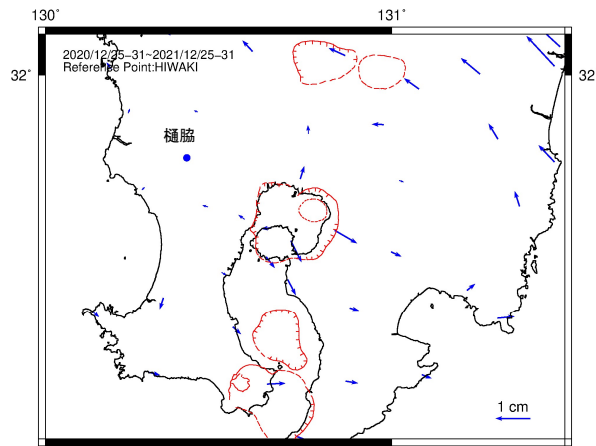 130° 131°
32° 32
2020/12/25-31~2021/12/25-31
Reference Point:HIWAKI
樋脇
1 cm